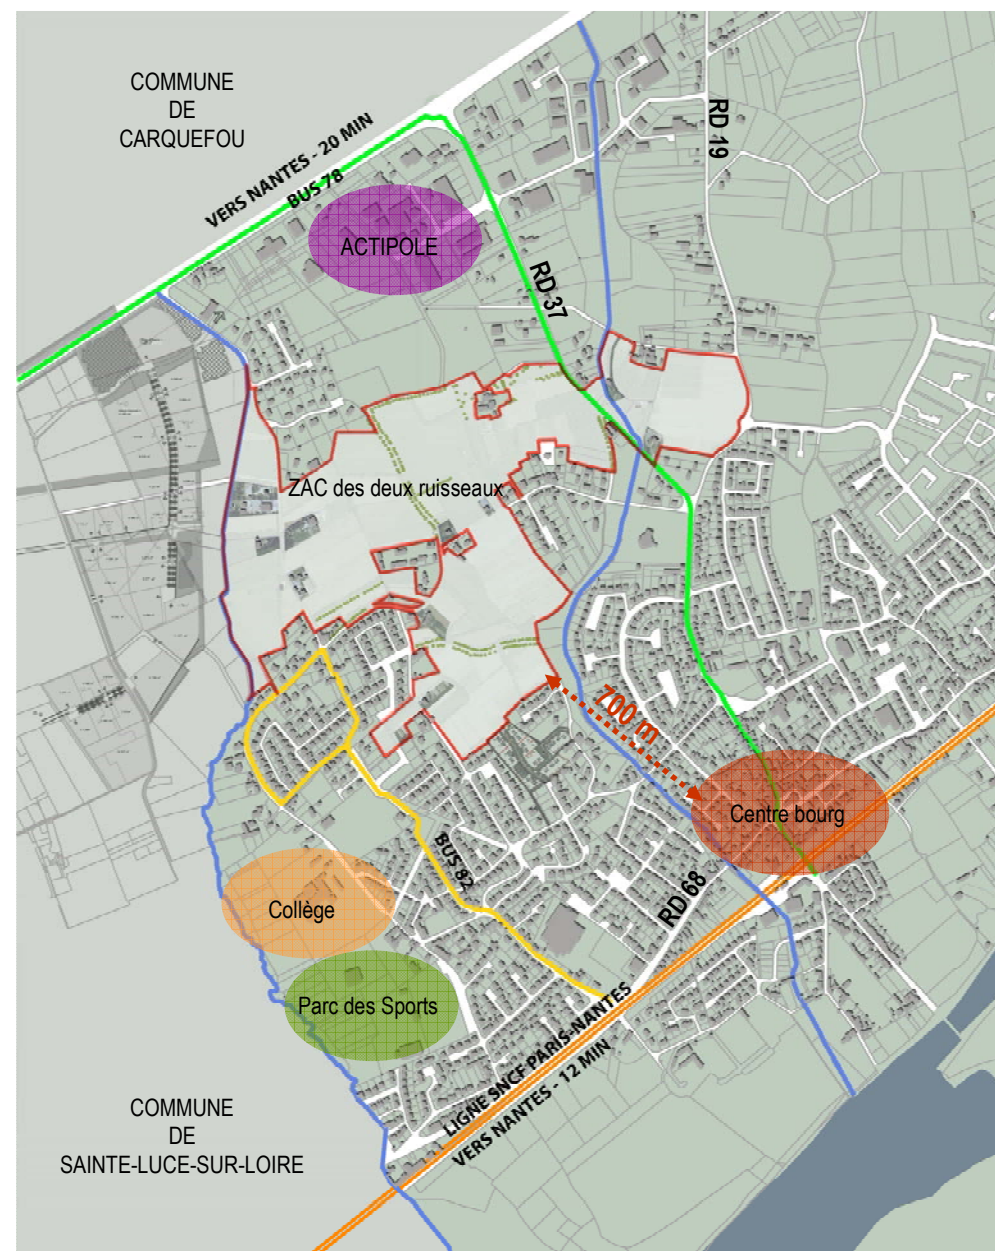 COMMUNE
DE
CARQUEFOU
VERS NANTES - 20 MIN
BUS 78
RD 19
ACTIPOLE
RD 37
ZAC des deux ruisseaux
700 m
Centre bourg
BUS 82
RD 68
Collège
Parc des Sports
LIGNE SNCF PARIS-NANTES
VERS NANTES - 12 MIN
COMMUNE
DE
SAINTE-LUCE-SUR-LOIRE